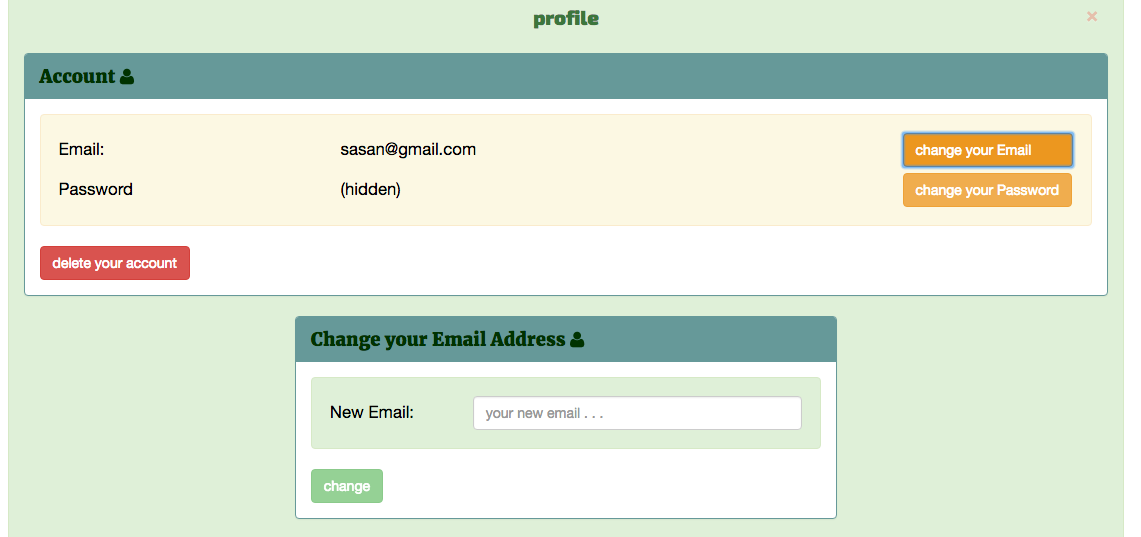 profile
×
Account
Email: sasan@gmail.com change your Email
Password (hidden) change your Password
delete your account
Change your Email Address
New Email: your new email . . .
change